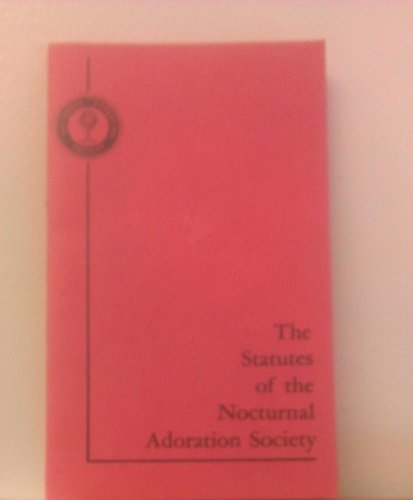 The
Statutes
of the
Nocturnal
Adoration Society